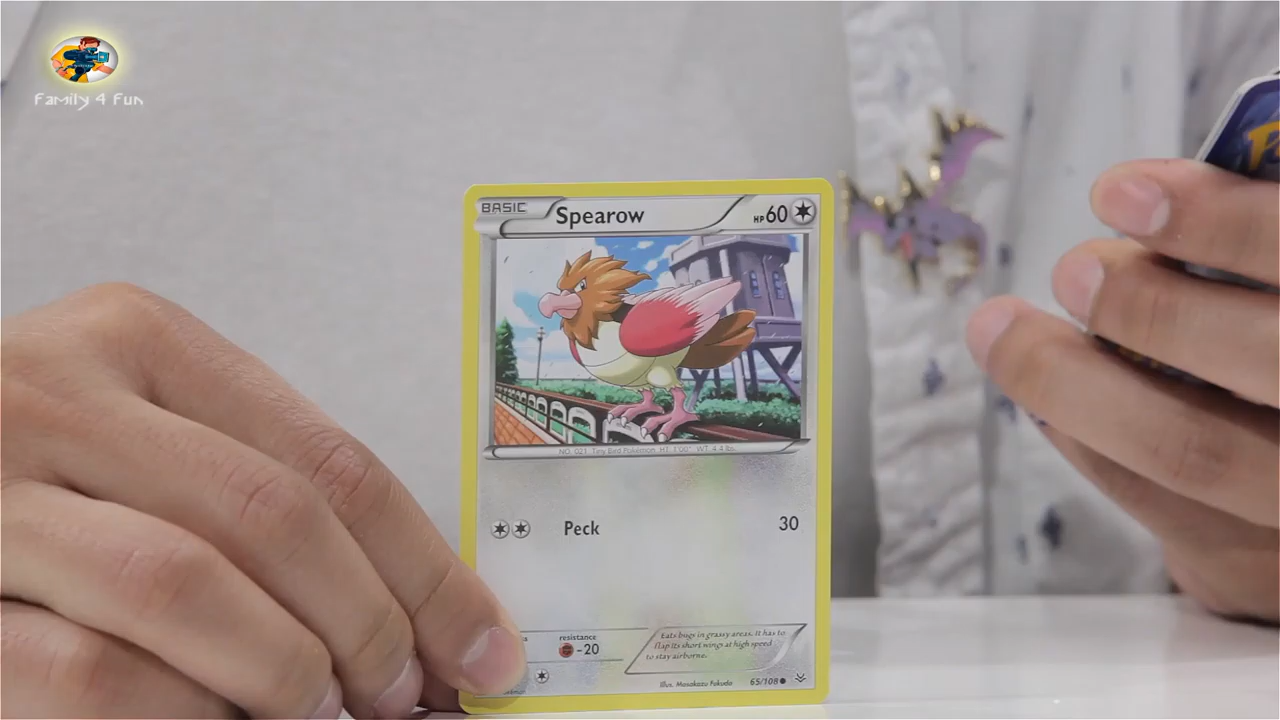 Family 4 Fun
BASIC
Spearow
HP60
NO. 021 Tiny Bird Pokémon HT: 1'00" WT: 4.4 lbs.
Peck
30
resistance
-20
Eats bugs in grassy areas. It has to
flap its short wings at high speed
to stay airborne.
Illus. Masakazu Fukuda
65/108